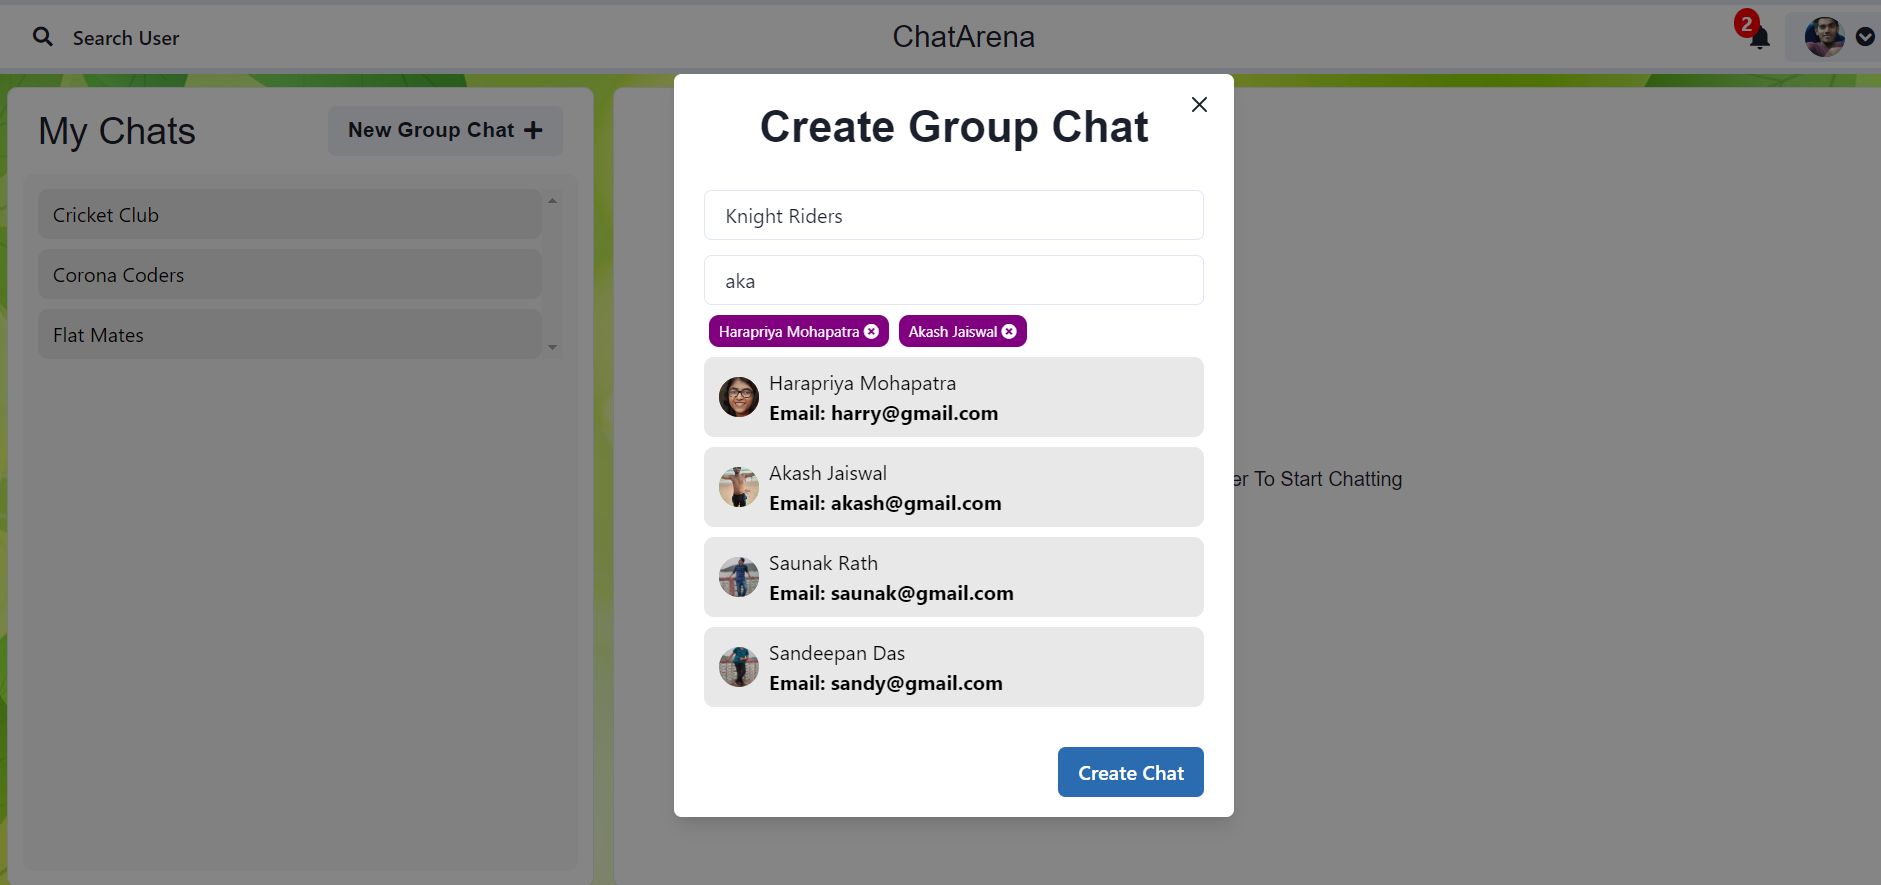 Search User
ChatArena
2
My Chats
New Group Chat +
Cricket Club
Corona Coders
Flat Mates
Create Group Chat
Knight Riders
aka
Harapriya Mohapatra
Akash Jaiswal
Harapriya Mohapatra
Email: harry@gmail.com
Akash Jaiswal
Email: akash@gmail.com
Saunak Rath
Email: saunak@gmail.com
Sandeepan Das
Email: sandy@gmail.com
Create Chat
er To Start Chatting